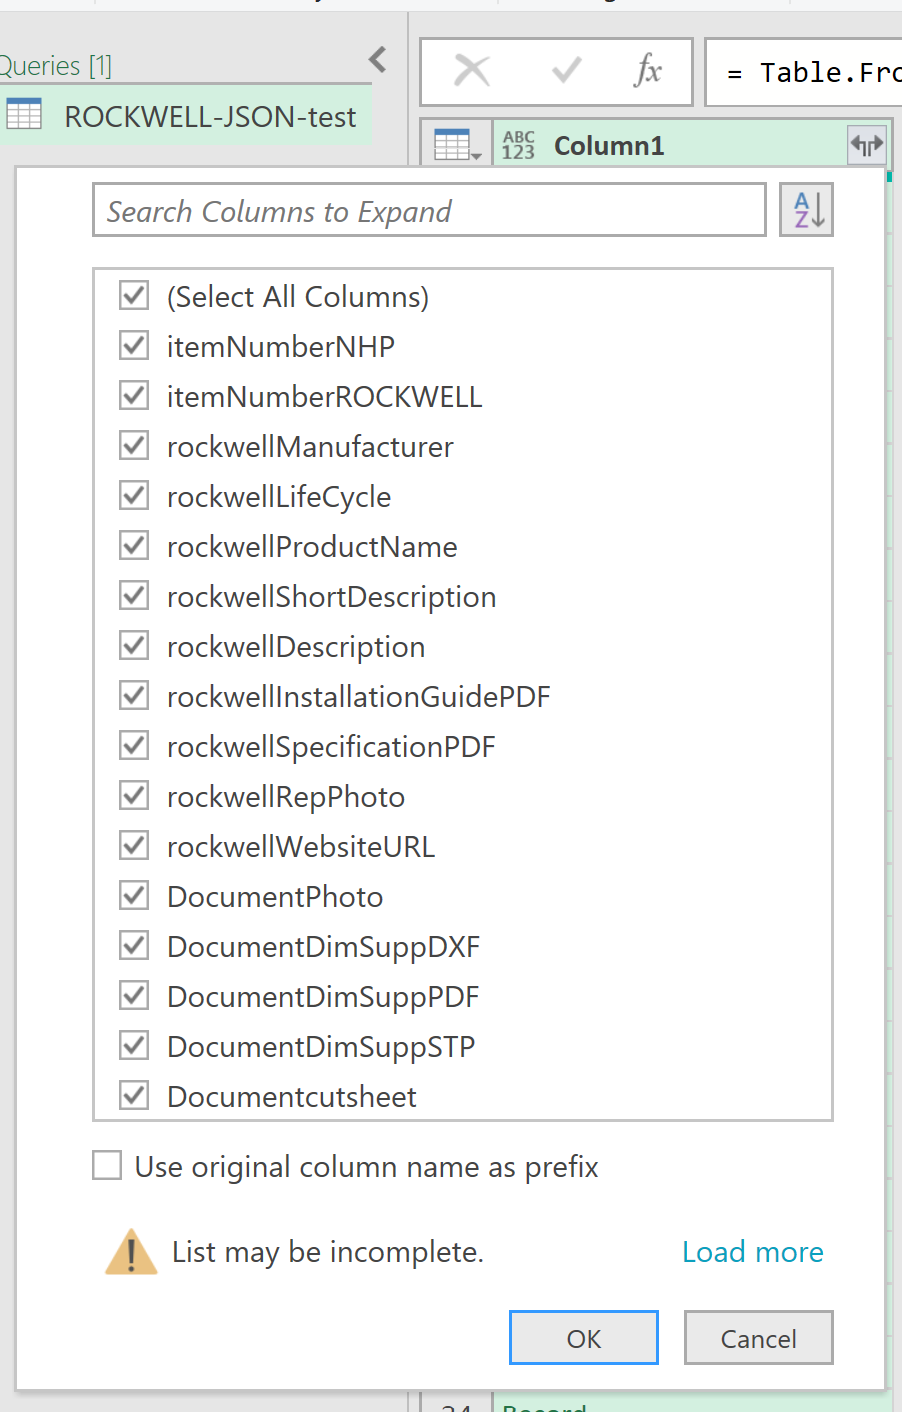 Queries [1]
ROCKWELL-JSON-test
fx
= Table.Fro
ABC
123
Column1
Search Columns to Expand
A
Z
(Select All Columns)
itemNumberNHP
itemNumberROCKWELL
rockwellManufacturer
rockwellLifeCycle
rockwellProductName
rockwellShortDescription
rockwellDescription
rockwellInstallationGuidePDF
rockwellSpecificationPDF
rockwellRepPhoto
rockwellWebsiteURL
DocumentPhoto
DocumentDimSuppDXF
DocumentDimSuppPDF
DocumentDimSuppSTP
Documentcutsheet
Use original column name as prefix
List may be incomplete.
Load more
OK
Cancel
Record